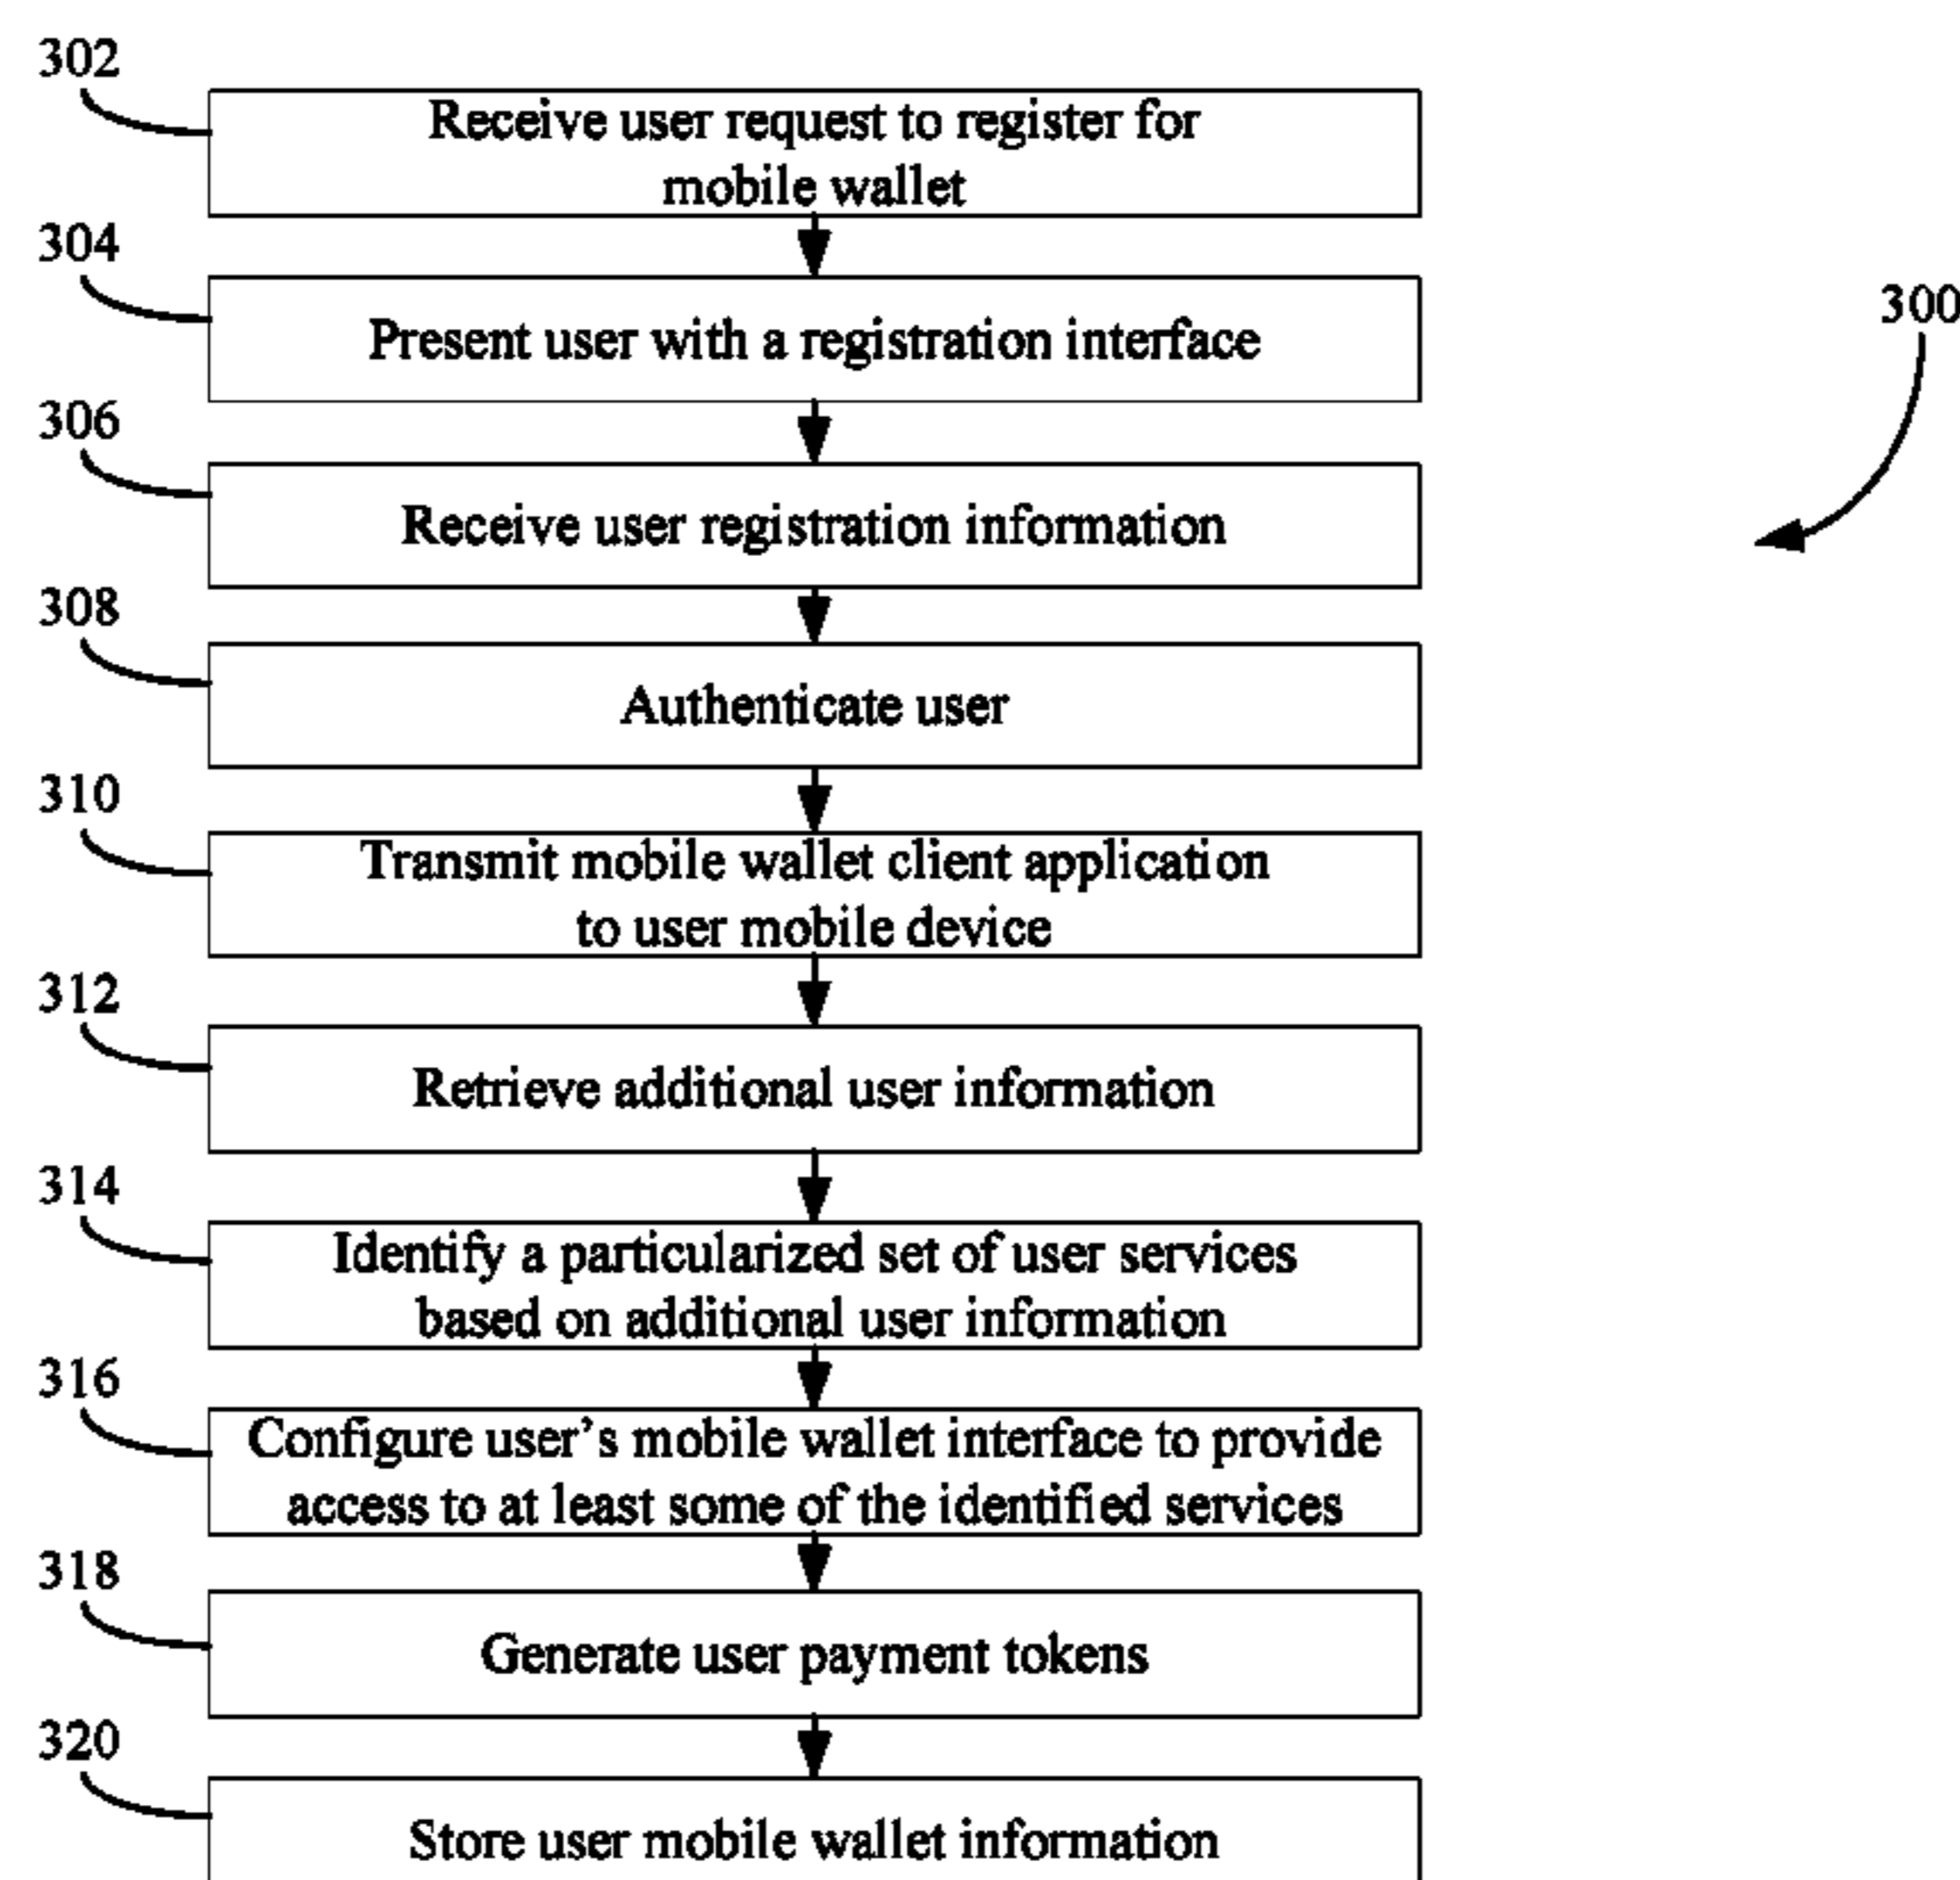 302
Receive user request to register for
mobile wallet
304
Present user with a registration interface
300
306
Receive user registration information
308
Authenticate user
310
Transmit mobile wallet client application
to user mobile device
312
Retrieve additional user information
314
Identify a particularized set of user services
based on additional user information
316
Configure user's mobile wallet interface to provide
access to at least some of the identified services
318
Generate user payment tokens
320
Store user mobile wallet information